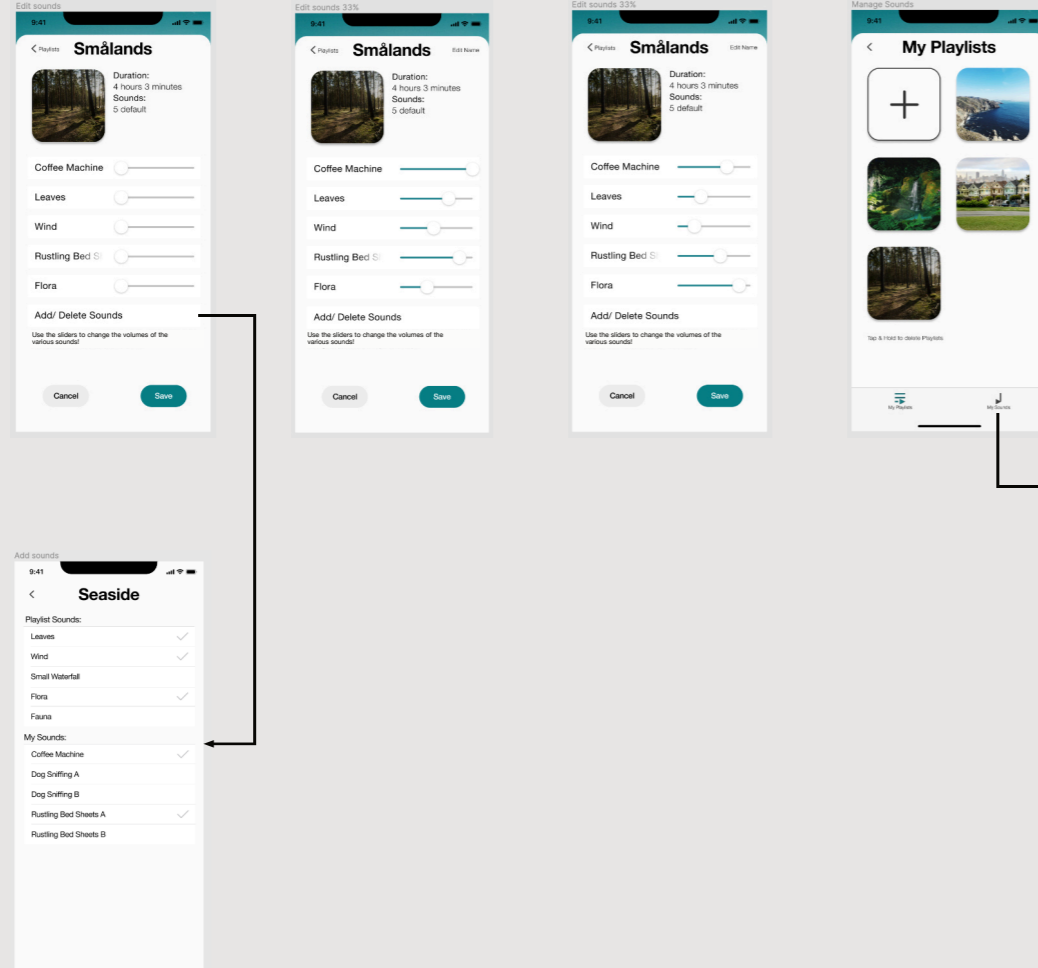 Edit sounds
9:41
Playlists
Smålands
Duration:
4 hours 3 minutes
Sounds:
5 default
Coffee Machine
Leaves
Wind
Rustling Bed S
Flora
Add/ Delete Sounds
Use the sliders to change the volumes of the
various sounds!
Cancel
Save
Edit sounds 33%
9:41
Playlists
Smålands
Edit Name
Duration:
4 hours 3 minutes
Sounds:
5 default
Coffee Machine
Leaves
Wind
Rustling Bed S
Flora
Add/ Delete Sounds
Use the sliders to change the volumes of the
various sounds!
Cancel
Save
Edit sounds 33%
9:41
Playlists
Smålands
Edit Name
Duration:
4 hours 3 minutes
Sounds:
5 default
Coffee Machine
Leaves
Wind
Rustling Bed S
Flora
Add/ Delete Sounds
Use the sliders to change the volumes of the
various sounds!
Cancel
Save
Manage Sounds
9:41
My Playlists
Tap & Hold to delete Playlists
My Playlists
My Sounds
Add sounds
9:41
Seaside
Playlist Sounds:
Leaves
Wind
Small Waterfall
Flora
Fauna
My Sounds:
Coffee Machine
Dog Sniffing A
Dog Sniffing B
Rustling Bed Sheets A
Rustling Bed Sheets B